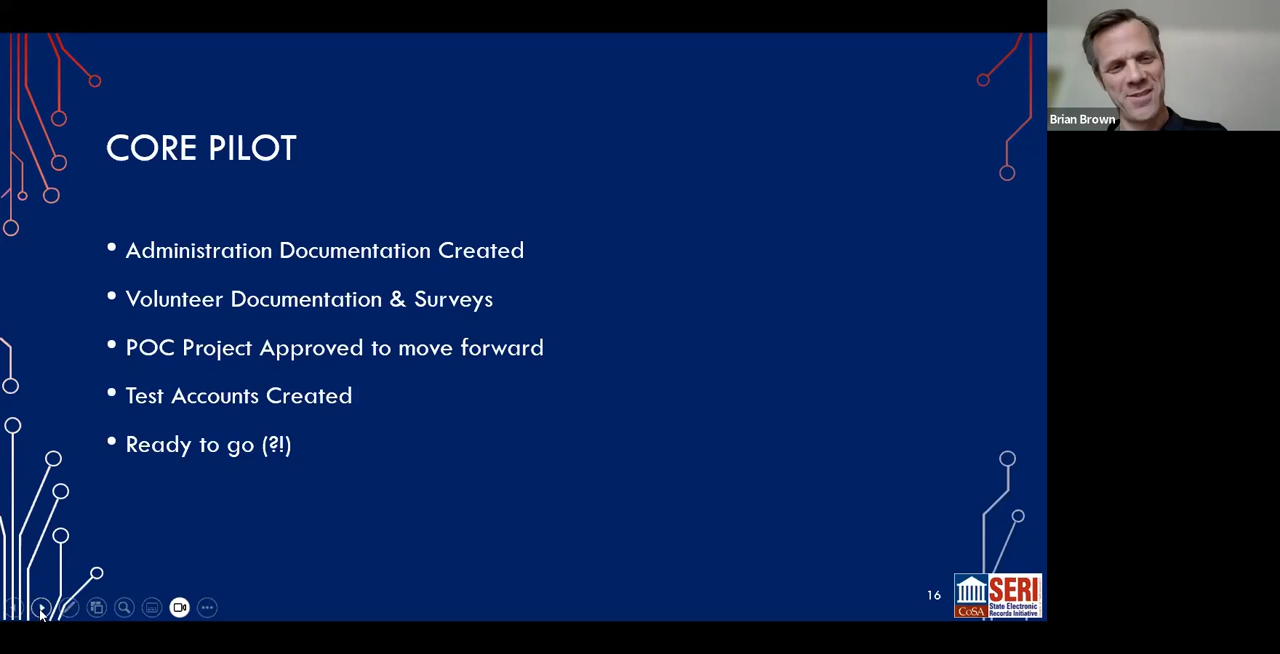 CORE PILOT
• Administration Documentation Created
• Volunteer Documentation & Surveys
• POC Project Approved to move forward
• Test Accounts Created
• Ready to go (?!)
16
CoSA
SERI
State Electronic
Records Initiative
Brian Brown